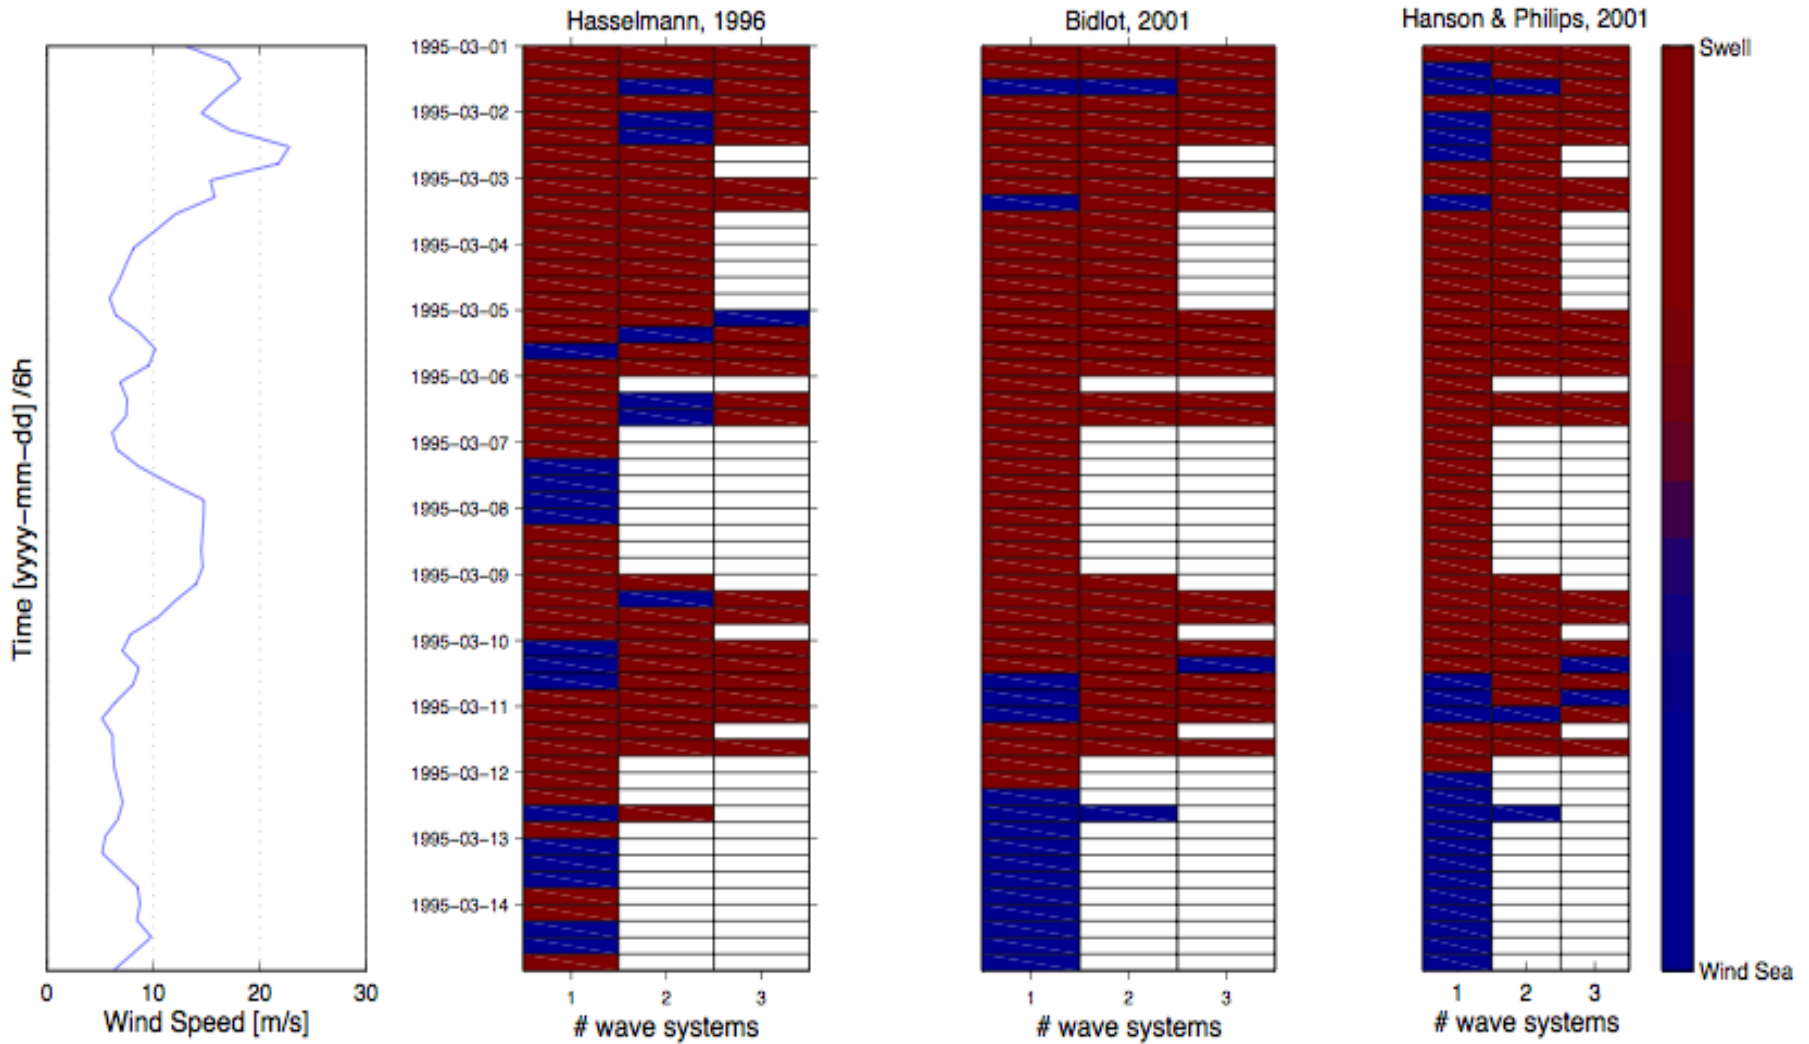 Hasselmann, 1996
Bidlot, 2001
Hanson & Philips, 2001
1995-03-01
1995-03-02
1995-03-03
1995-03-04
1995-03-05
1995-03-06
1995-03-07
1995-03-08
1995-03-09
1995-03-10
1995-03-11
1995-03-12
1995-03-13
1995-03-14
Time [yyyy-mm-dd] /6h
0 10 20 30
Wind Speed [m/s]
1 2 3
# wave systems
1 2 3
# wave systems
1 2 3
# wave systems
Swell
Wind Sea